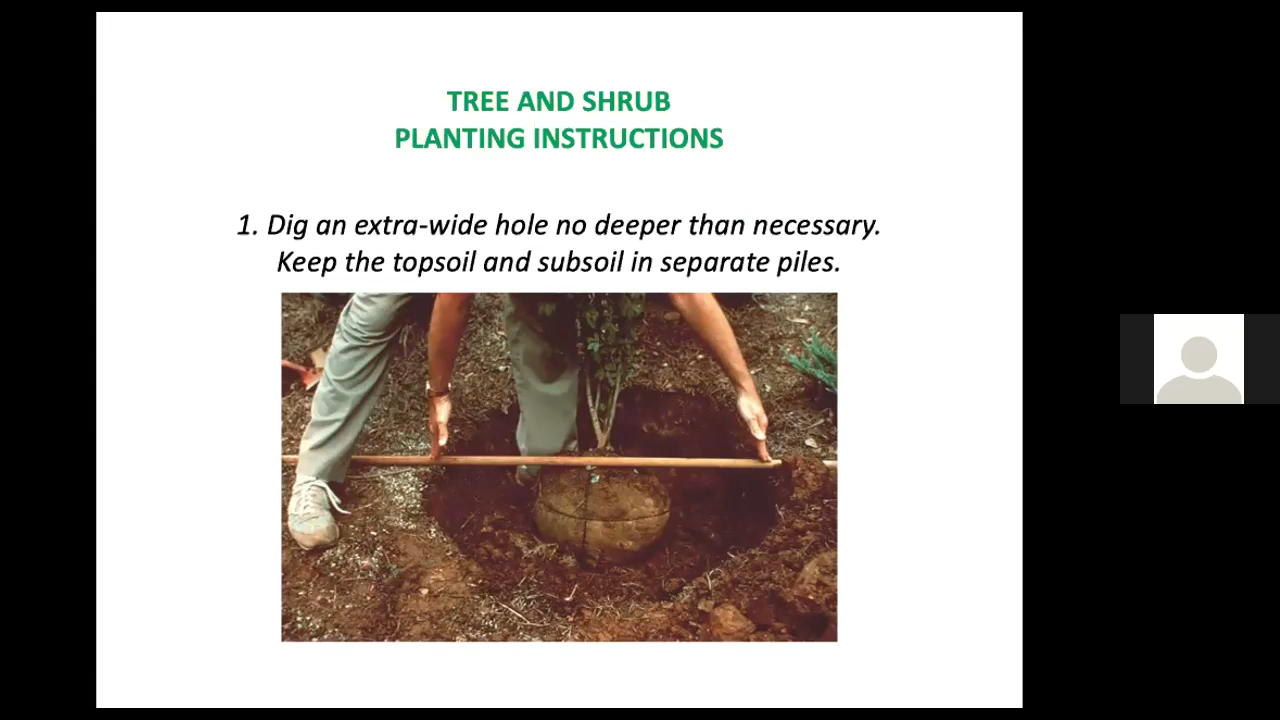 TREE AND SHRUB
PLANTING INSTRUCTIONS
1. Dig an extra-wide hole no deeper than necessary.
Keep the topsoil and subsoil in separate piles.